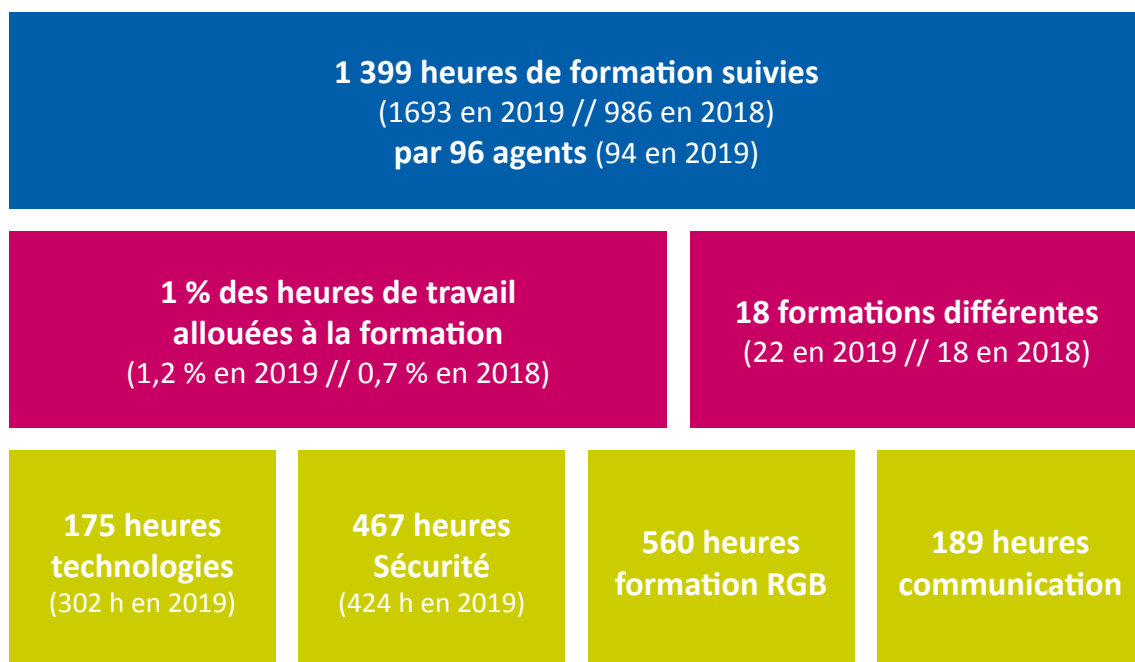 1 399 heures de formation suivies
(1693 en 2019 // 986 en 2018)
par 96 agents (94 en 2019)
1 % des heures de travail
allouées à la formation
(1,2 % en 2019 // 0,7 % en 2018)
18 formations différentes
(22 en 2019 // 18 en 2018)
175 heures
technologies
(302 h en 2019)
467 heures
Sécurité
(424 h en 2019)
560 heures
formation RGB
189 heures
communication